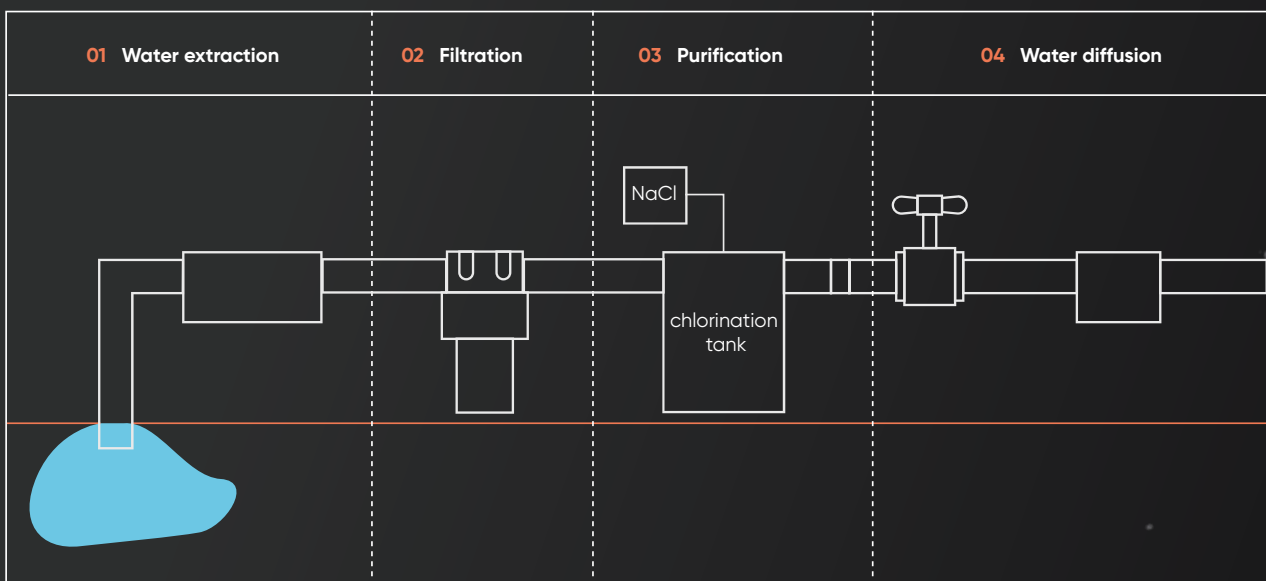 01 Water extraction
02 Filtration
03 Purification
04 Water diffusion
NaCl
chlorination
tank